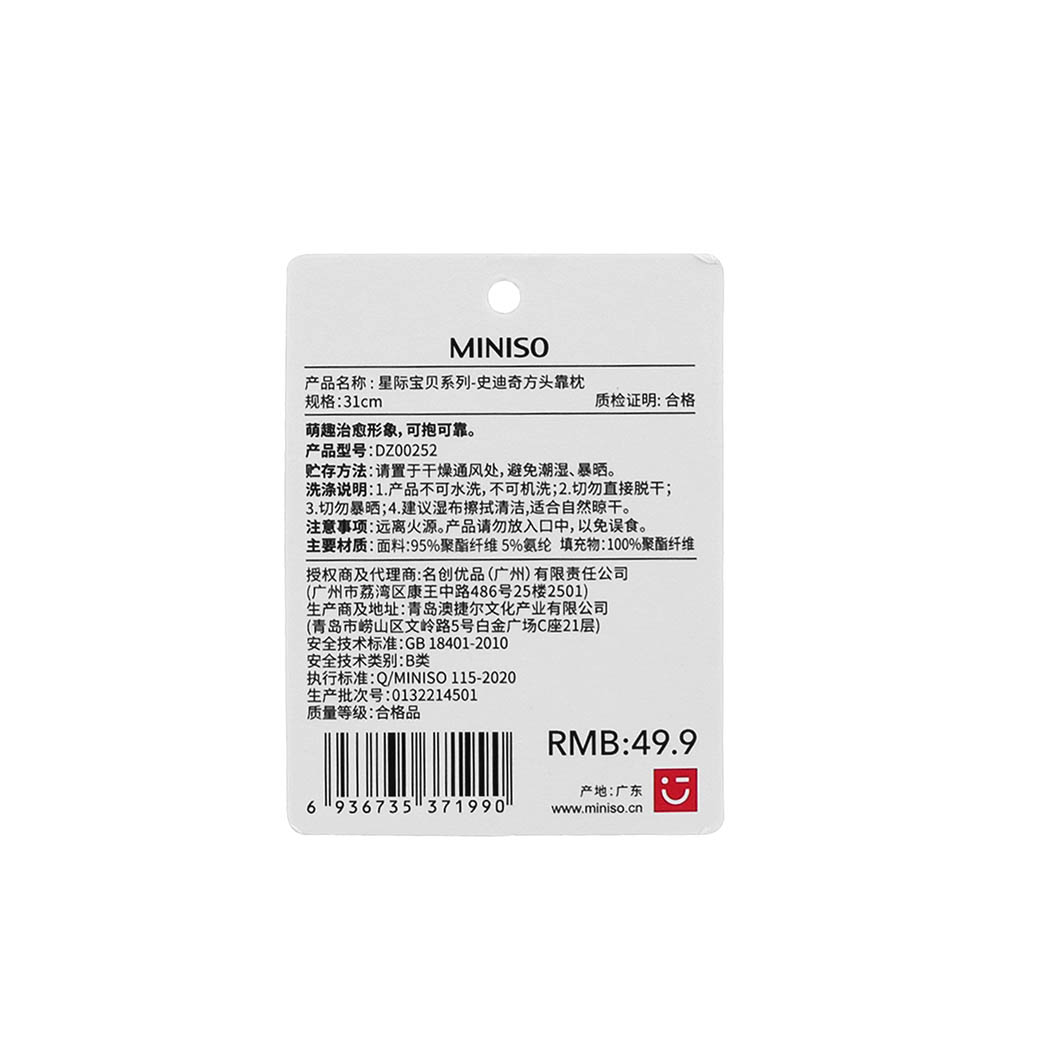 MINISO
产品名称:星际宝贝系列-史迪奇方头靠枕
规格:31cm 质检证明: 合格
萌趣治愈形象,可抱可靠。
产品型号:DZ00252
贮存方法:请置于干燥通风处,避免潮湿、暴晒。
洗涤说明:1.产品不可水洗,不可机洗;2.切勿直接脱干;
3.切勿暴晒;4.建议湿布擦拭清洁,适合自然晾干。
注意事项:远离火源。产品请勿放入口中,以免误食。
主要材质:面料:95%聚酯纤维 5%氨纶 填充物:100%聚酯纤维
授权商及代理商:名创优品(广州)有限责任公司
(广州市荔湾区康王中路486号25楼2501)
生产商及地址:青岛澳捷尔文化产业有限公司
(青岛市崂山区文岭路5号白金广场C座21层)
安全技术标准:GB 18401-2010
安全技术类别:B类
执行标准:Q/MINISO 115-2020
生产批次号:0132214501
质量等级:合格品
RMB:49.9
产地:广东
www.miniso.cn
6 936735 371990